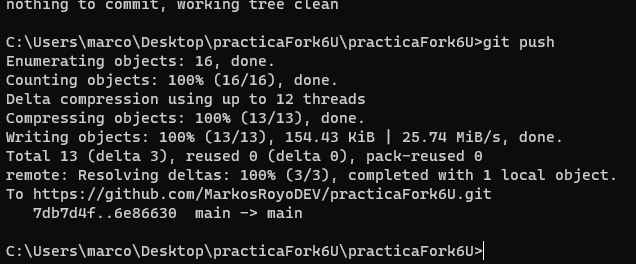 nothing to commit, working tree clean
C:\Users\marco\Desktop\practicaFork6U\practicaFork6U>git push
Enumerating objects: 16, done.
Counting objects: 100% (16/16), done.
Delta compression using up to 12 threads
Compressing objects: 100% (13/13), done.
Writing objects: 100% (13/13), 154.43 KiB | 25.74 MiB/s, done.
Total 13 (delta 3), reused 0 (delta 0), pack-reused 0
remote: Resolving deltas: 100% (3/3), completed with 1 local object.
To https://github.com/MarkosRoyoDEV/practicaFork6U.git
   7db7d4f..6e86630  main -> main
C:\Users\marco\Desktop\practicaFork6U\practicaFork6U>